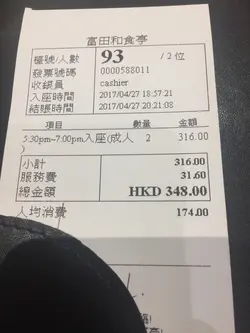 富田和食亭
檯號/人數 93 /2位
發票號碼 0000588011
收銀員 cashier
入座時間 2017/04/27 18:57:21
結賬時間 2017/04/27 20:21:08
項目 數量 金額
5:30pm~7:00pm入座(成人 2 316.00
)
小計 316.00
服務費 31.60
總金額 HKD 348.00
人均消費 174.00